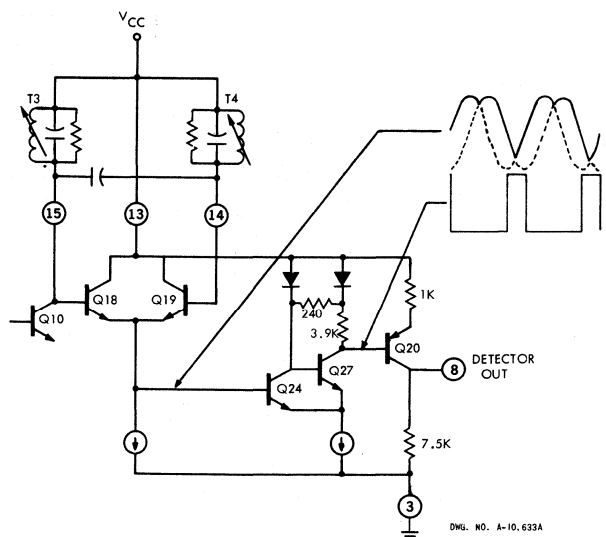 VCC
T3
T4
15
13
14
Q18
Q19
Q10
240
3.9K
1K
Q20
8
DETECTOR
OUT
Q24
Q27
7.5K
3
DWG. NO. A-10,633A